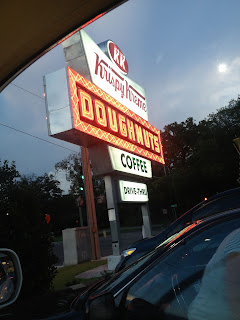 KK
Krispy Kreme
DOUGHNUTS
COFFEE
DRIVE-THRU